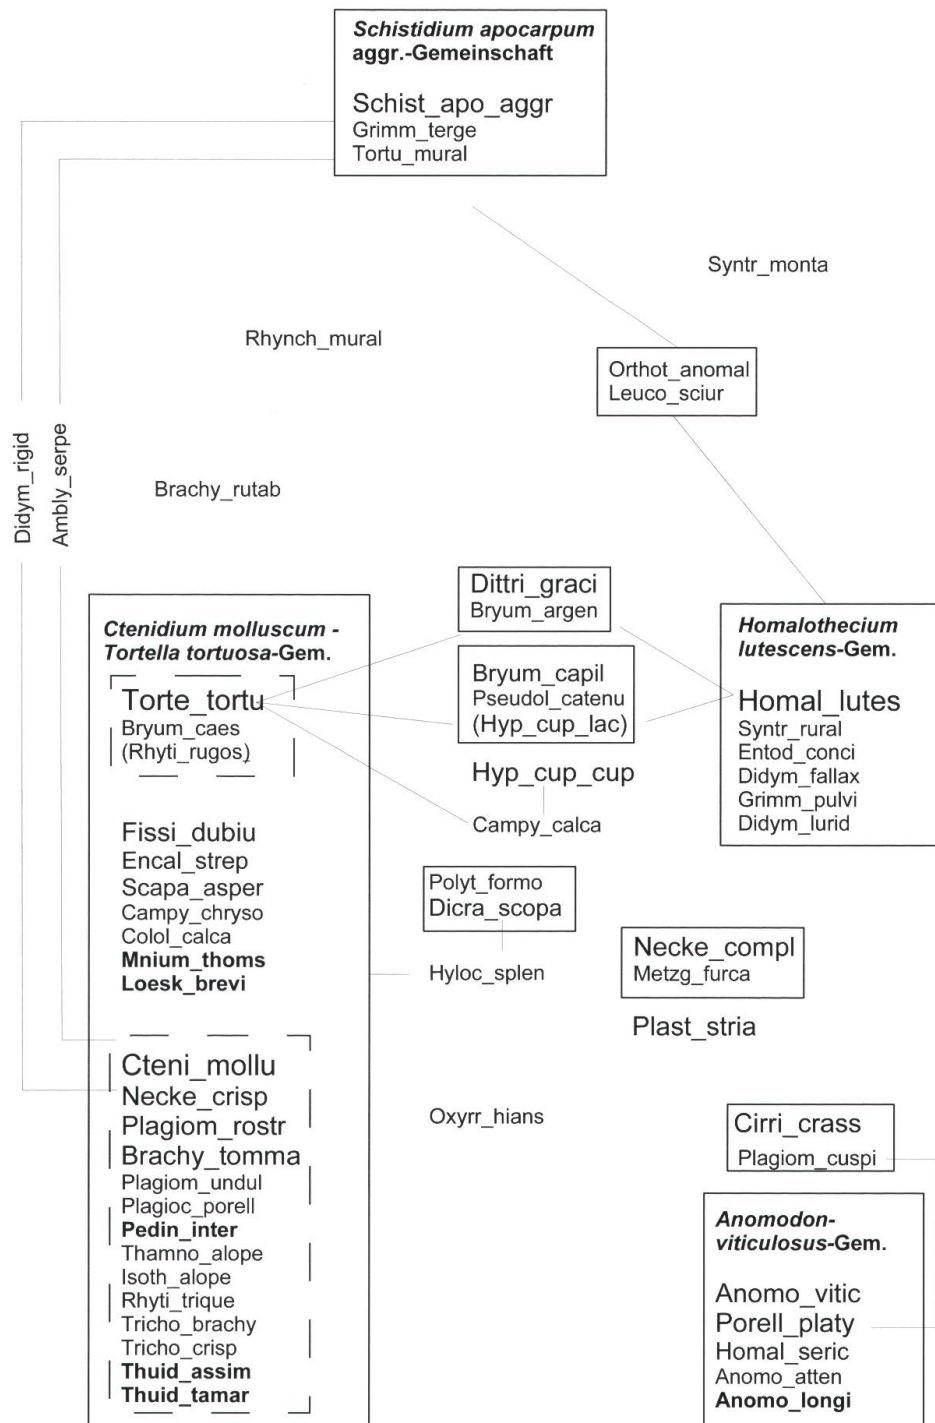 Schistidium apocarpum
aggr.-Gemeinschaft
Schist_apo_aggr
Grimm_terge
Tortu_mural
Syntr_monta
Rhynch_mural
Orthot_anomal
Leuco_sciur
Didym_rigid
Ambly_serpe
Brachy_rutab
Dittri_graci
Bryum_argen
Ctenidium molluscum -
Tortella tortuosa-Gem.
Torte_tortu
Bryum_caes
(Rhyti_rugos)
Fissi_dubiu
Encal_strep
Scapa_asper
Campy_chryso
Colol_calca
Mnium_thoms
Loesk_brevi
Cteni_mollu
Necke_crisp
Plagiom_rostr
Brachy_tomma
Plagiom_undul
Plagioc_porell
Pedin_inter
Thamno_alope
Isoth_alope
Rhyti_trique
Tricho_brachy
Tricho_crisp
Thuid_assim
Thuid_tamar
Bryum_capil
Pseudol_catenu
(Hyp_cup_lac)
Hyp_cup_cup
Campy_calca
Polyt_formo
Dicra_scopa
Hyloc_splen
Oxyrr_hians
Homalothecium
lutescens-Gem.
Homal_lutes
Syntr_rural
Entod_conci
Didym_fallax
Grimm_pulvi
Didym_lurid
Necke_compl
Metzg_furca
Plast_stria
Cirri_crass
Plagiom_cuspi
Anomodon-
viticulosus-Gem.
Anomo_vitic
Porell_platy
Homal_seric
Anomo_atten
Anomo_longi